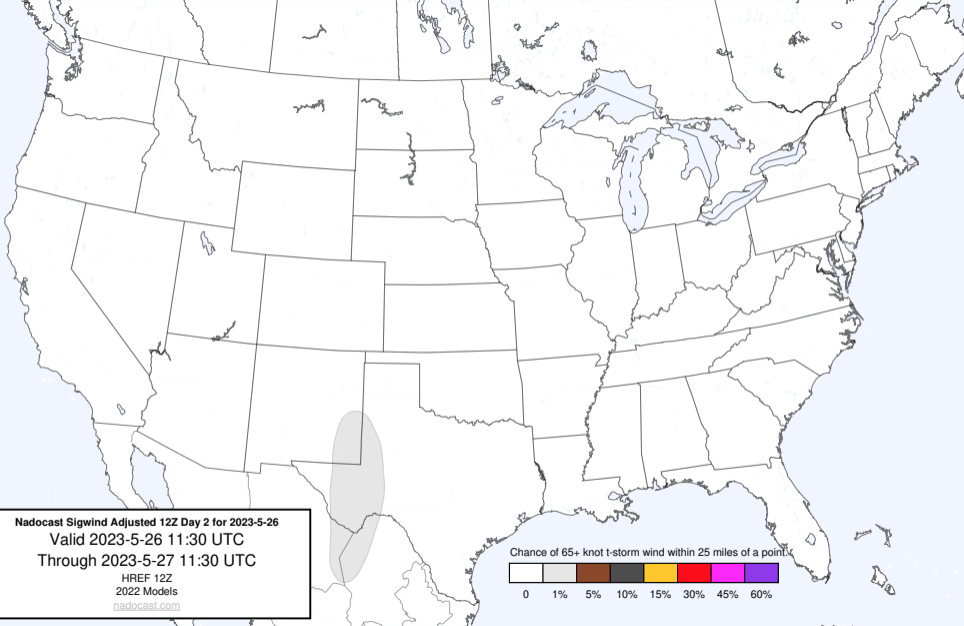 Nadocast Sigwind Adjusted 12Z Day 2 for 2023-5-26
Valid 2023-5-26 11:30 UTC
Through 2023-5-27 11:30 UTC
HREF 12Z
2022 Models
nadocast.com
Chance of 65+ knot t-storm wind within 25 miles of a point.
0 1% 5% 10% 15% 30% 45% 60%